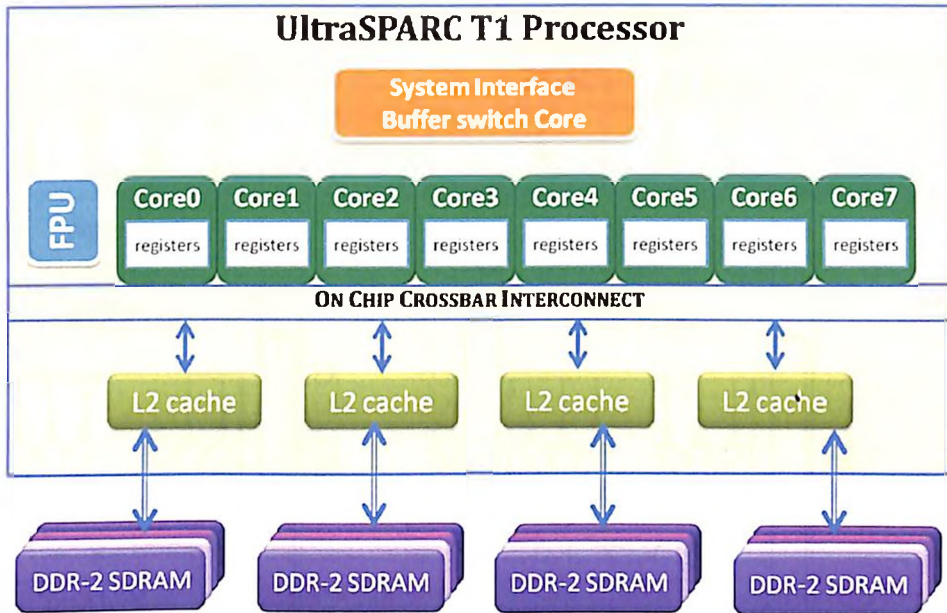 UltraSPARC T1 Processor
System Interface
Buffer switch Core
FPU
Core0
Core1
Core2
Core3
Core4
Core5
Core6
Core7
registers
registers
registers
registers
registers
registers
registers
registers
ON CHIP CROSSBAR INTERCONNECT
L2 cache
L2 cache
L2 cache
L2 cache
DDR-2 SDRAM
DDR-2 SDRAM
DDR-2 SDRAM
DDR-2 SDRAM